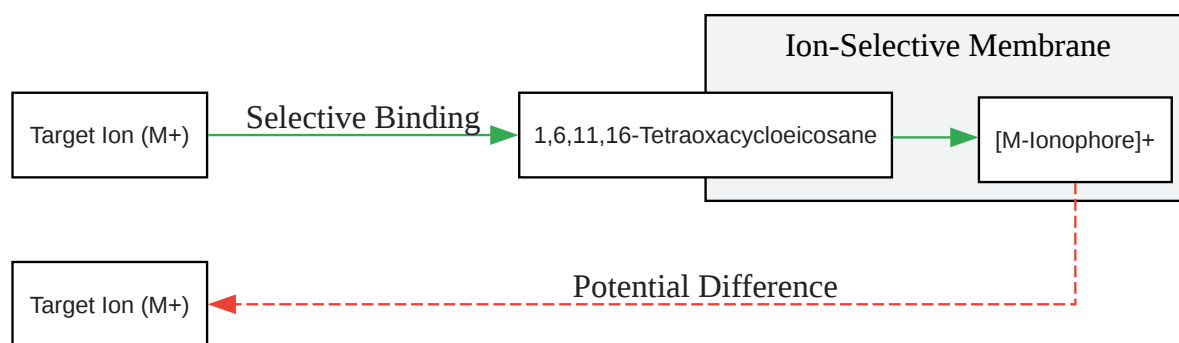 Ion-Selective Membrane
Target Ion (M+)
Selective Binding
1,6,11,16-Tetraoxacycloeicosane
[M-Ionophore]+
Target Ion (M+)
Potential Difference